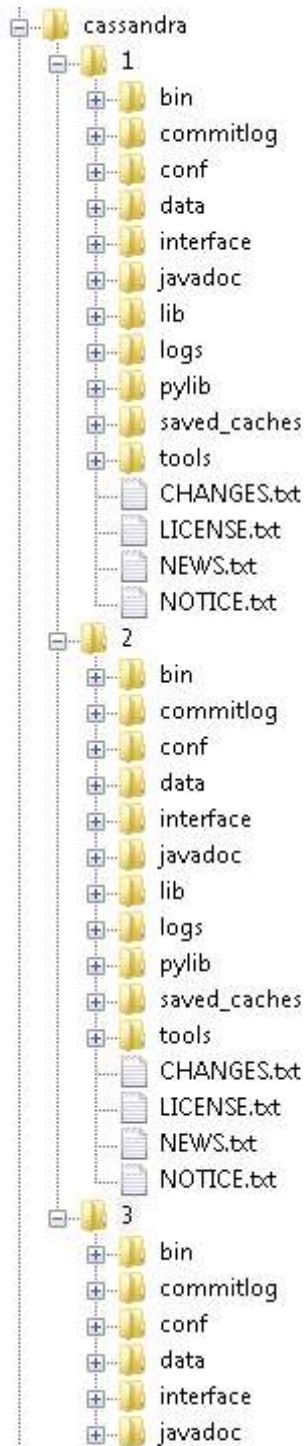 cassandra
1
bin
commitlog
conf
data
interface
javadoc
lib
logs
pylib
saved_caches
tools
CHANGES.txt
LICENSE.txt
NEWS.txt
NOTICE.txt
2
bin
commitlog
conf
data
interface
javadoc
lib
logs
pylib
saved_caches
tools
CHANGES.txt
LICENSE.txt
NEWS.txt
NOTICE.txt
3
bin
commitlog
conf
data
interface
javadoc